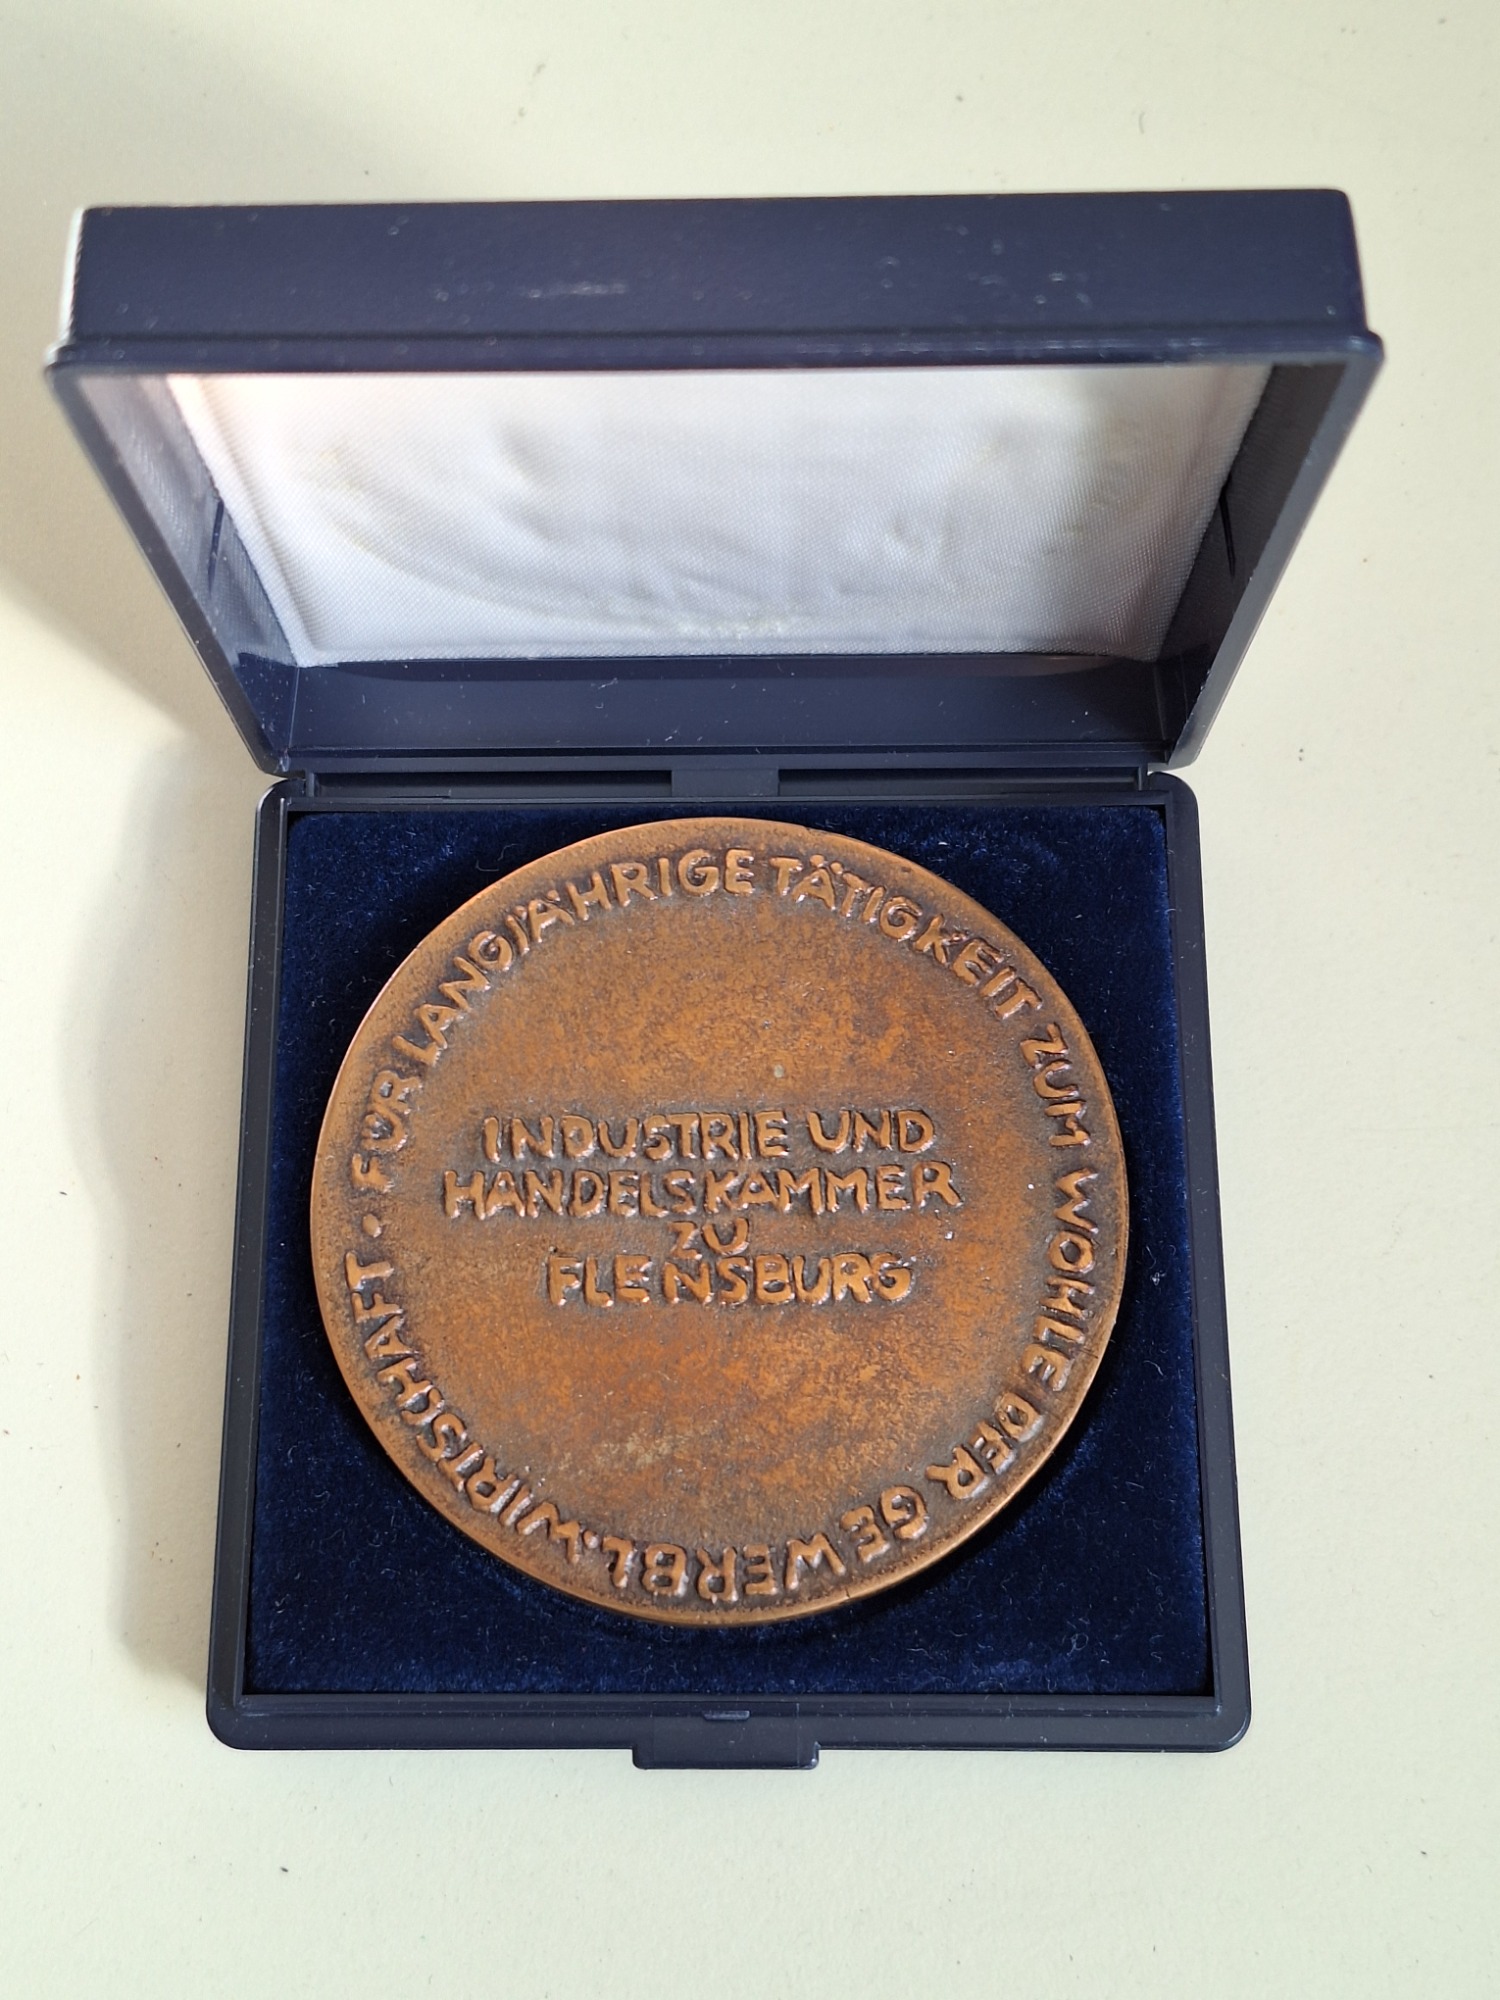 FÜR LANGJÄHRIGE TÄTIGKEIT ZUM WOHLE DER GEWERBL. WIRTSCHAFT •
INDUSTRIE UND
HANDELSKAMMER
ZU
FLENSBURG